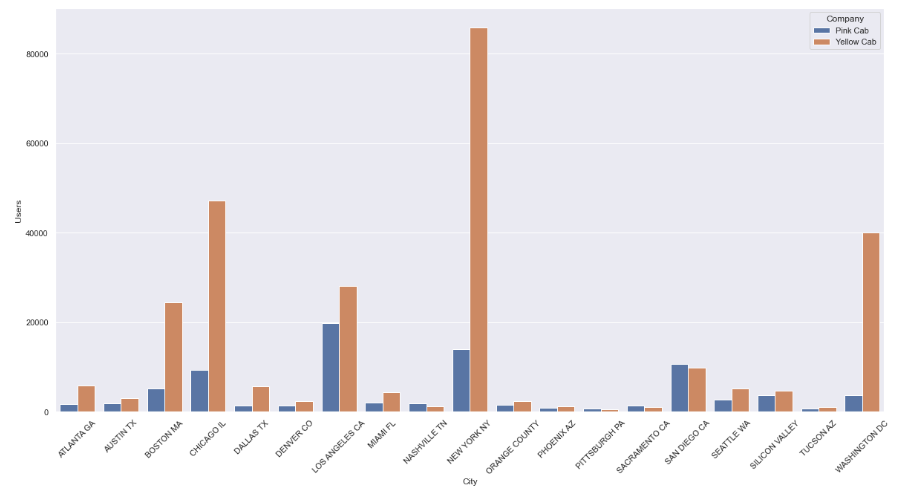 Company
Pink Cab
Yellow Cab
80000
60000
40000
20000
0
Users
ATLANTA GA
AUSTIN TX
BOSTON MA
CHICAGO IL
DALLAS TX
DENVER CO
LOS ANGELES CA
MIAMI FL
NASHVILLE TN
NEW YORK NY
ORANGE COUNTY
PHOENIX AZ
PITTSBURGH PA
SACRAMENTO CA
SAN DIEGO CA
SEATTLE WA
SILICON VALLEY
TUCSON AZ
WASHINGTON DC
City